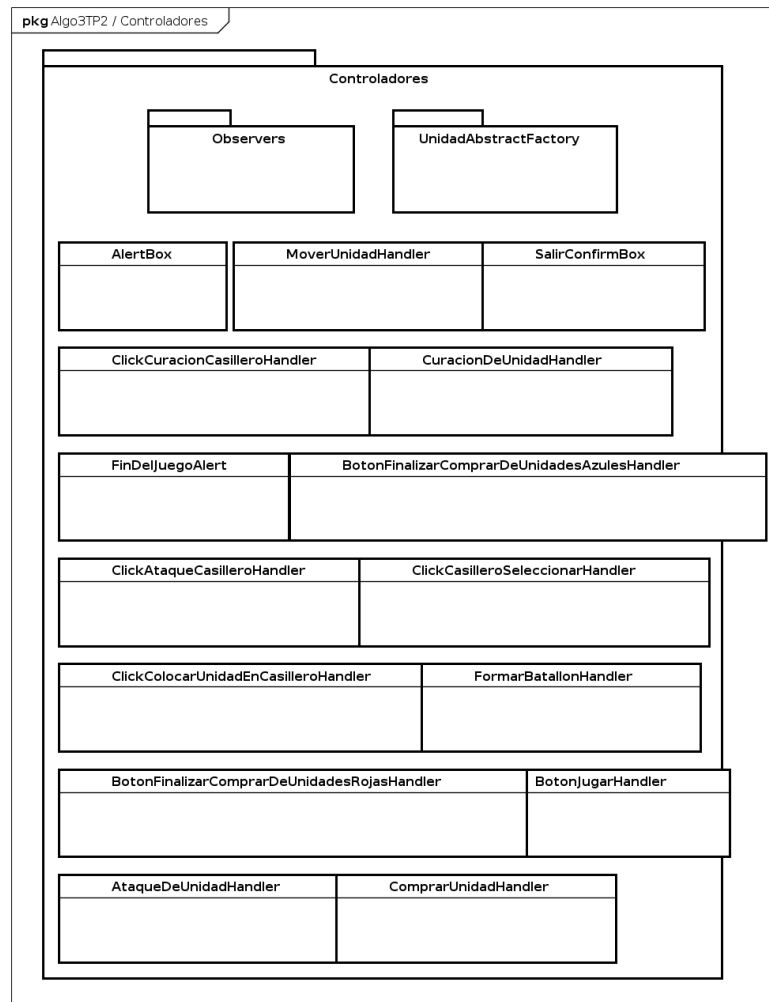 pkg Algo3TP2 / Controladores
Controladores
Observers
UnidadAbstractFactory
AlertBox
MoverUnidadHandler
SalirConfirmBox
ClickCuracionCasilleroHandler
CuracionDeUnidadHandler
FinDelJuegoAlert
BotonFinalizarComprarDeUnidadesAzulesHandler
ClickAtaqueCasilleroHandler
ClickCasilleroSeleccionarHandler
ClickColocarUnidadEnCasilleroHandler
FormarBatallonHandler
BotonFinalizarComprarDeUnidadesRojasHandler
BotonJugarHandler
AtaqueDeUnidadHandler
ComprarUnidadHandler